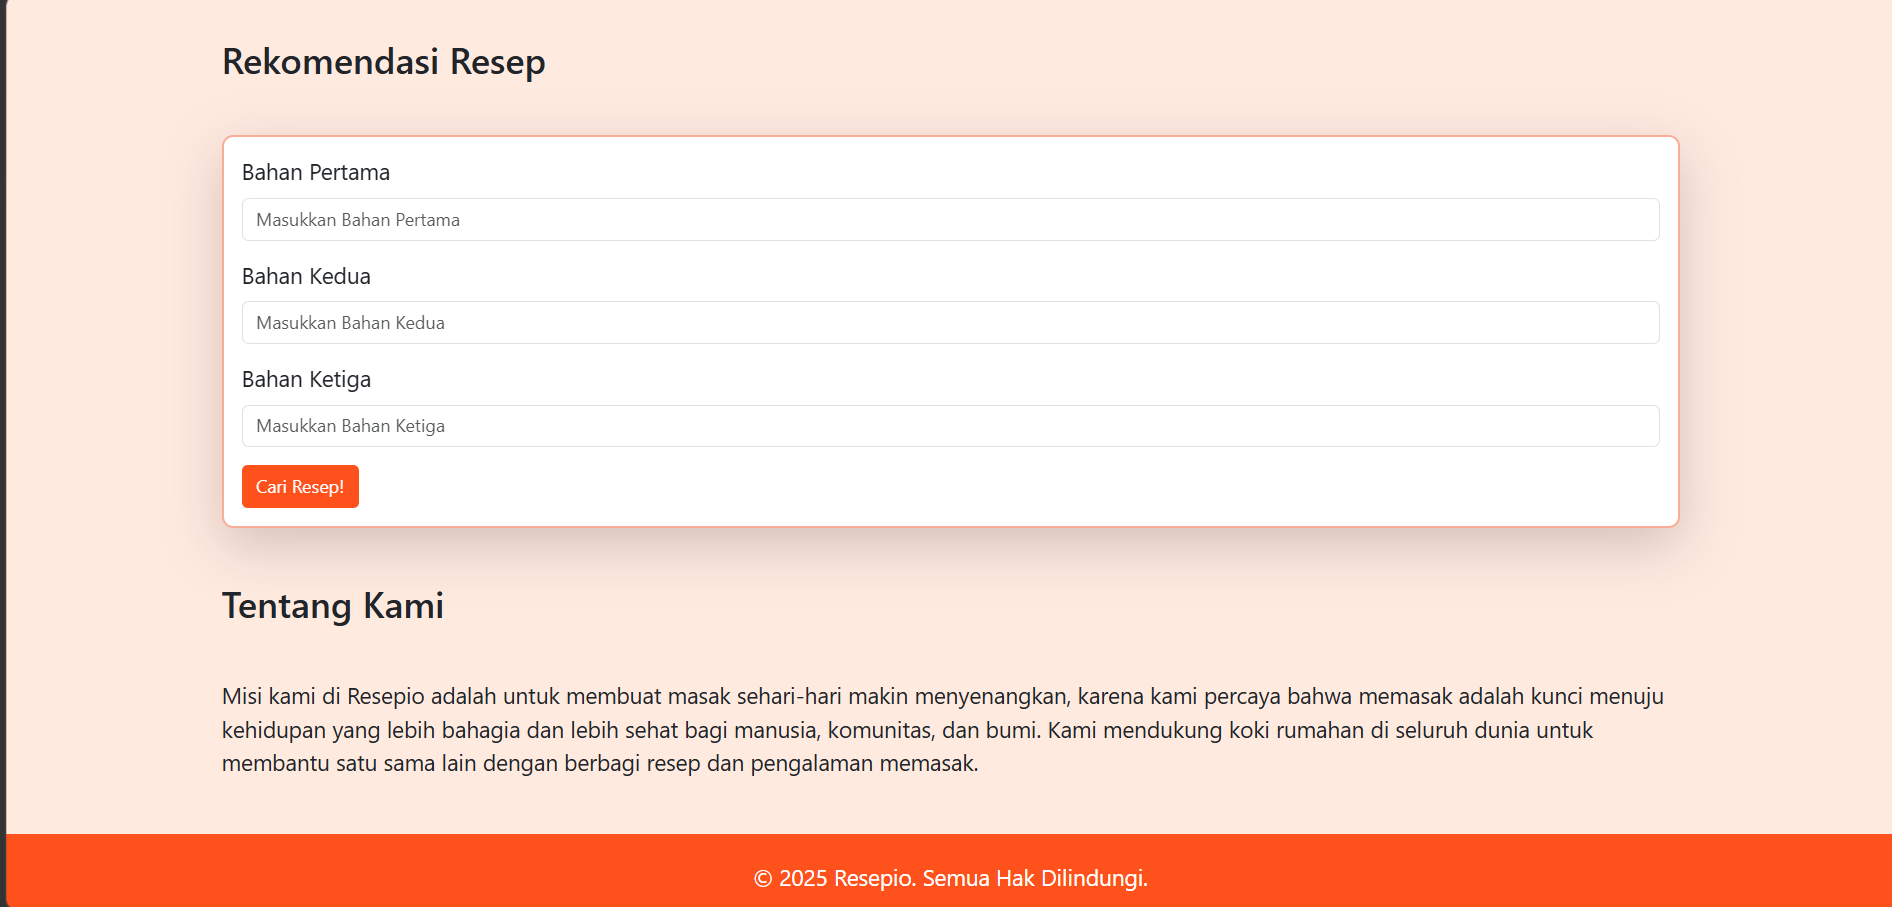 Rekomendasi Resep
Bahan Pertama
Masukkan Bahan Pertama
Bahan Kedua
Masukkan Bahan Kedua
Bahan Ketiga
Masukkan Bahan Ketiga
Cari Resep!
Tentang Kami
Misi kami di Resepio adalah untuk membuat masak sehari-hari makin menyenangkan, karena kami percaya bahwa memasak adalah kunci menuju
kehidupan yang lebih bahagia dan lebih sehat bagi manusia, komunitas, dan bumi. Kami mendukung koki rumahan di seluruh dunia untuk
membantu satu sama lain dengan berbagi resep dan pengalaman memasak.
© 2025 Resepio. Semua Hak Dilindungi.